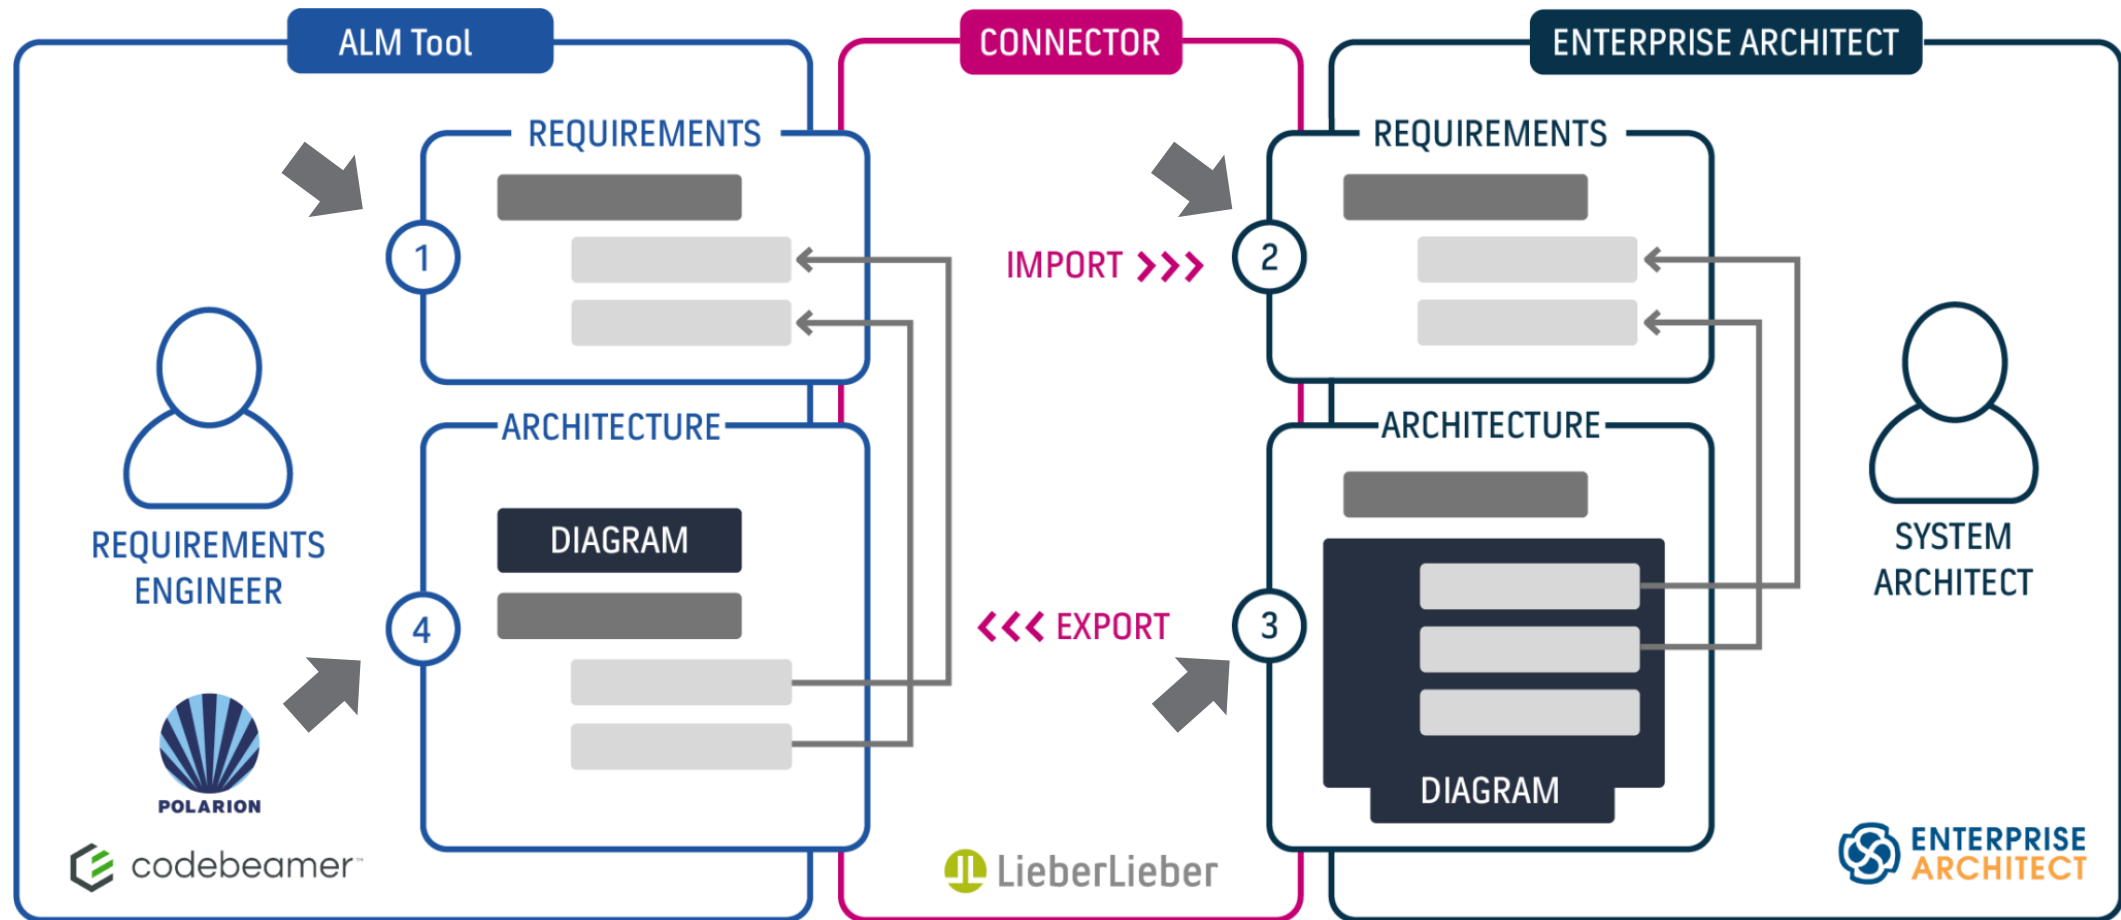 ALM Tool
CONNECTOR
ENTERPRISE ARCHITECT
REQUIREMENTS
REQUIREMENTS
1
IMPORT >>>
2
ARCHITECTURE
ARCHITECTURE
REQUIREMENTS
ENGINEER
DIAGRAM
SYSTEM
ARCHITECT
4
<<< EXPORT
3
DIAGRAM
POLARION
codebeamer™
LieberLieber
ENTERPRISE
ARCHITECT